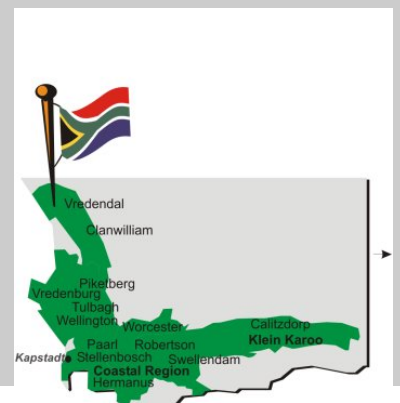 Vredendal
Clanwilliam
Piketberg
Vredenburg
Tulbagh
Wellington
Worcester
Calitzdorp
Paarl
Robertson
Klein Karoo
Kapstadt
Stellenbosch
Swellendam
Coastal Region
Hermanus